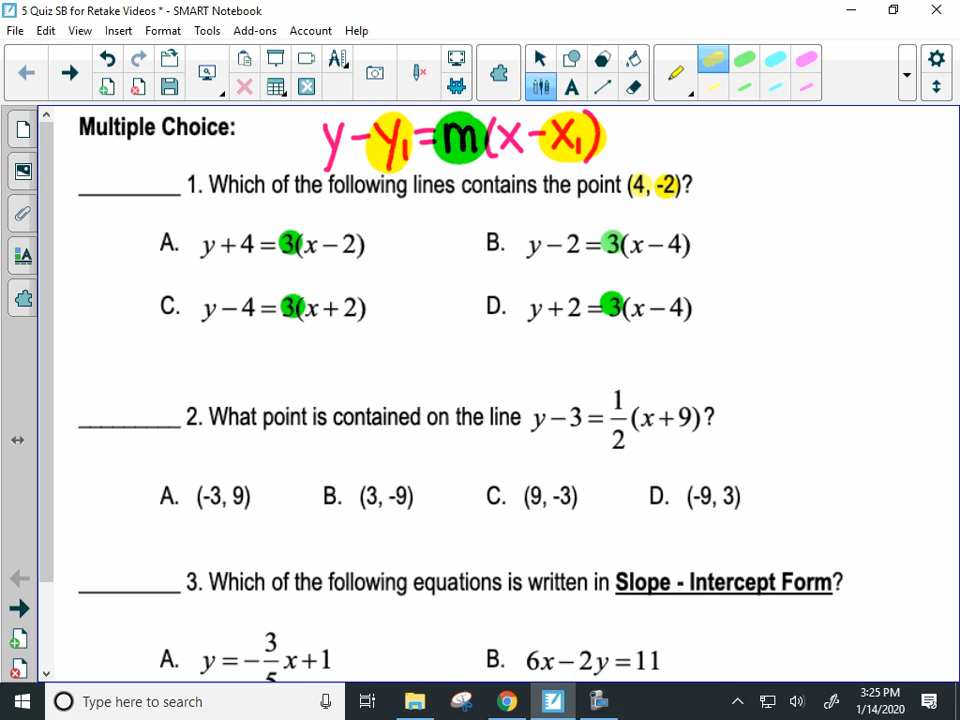 5 Quiz SB for Retake Videos * - SMART Notebook
File Edit View Insert Format Tools Add-ons Account Help
Multiple Choice:
y - y₁ = m(x - x₁)
_________ 1. Which of the following lines contains the point (4, -2)?
A. y + 4 = 3(x − 2) B. y − 2 = 3(x − 4)
C. y − 4 = 3(x + 2) D. y + 2 = 3(x − 4)
_________ 2. What point is contained on the line y − 3 = 1/2 (x + 9)?
A. (-3, 9) B. (3, -9) C. (9, -3) D. (-9, 3)
_________ 3. Which of the following equations is written in Slope - Intercept Form?
A. y = −3/5 x + 1 B. 6x − 2y = 11
Type here to search
3:25 PM
1/14/2020